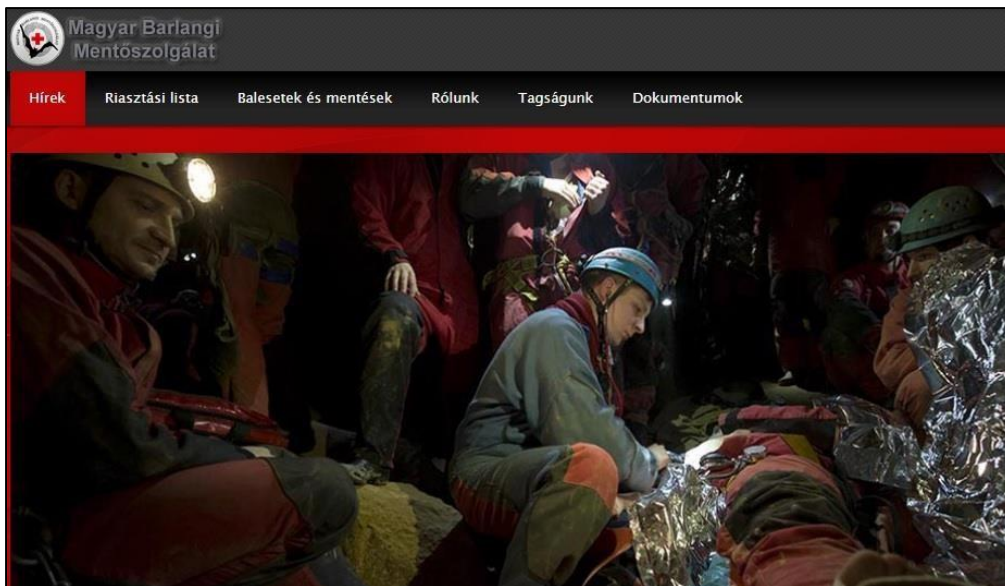 Magyar Barlangi
Mentőszolgálat
Hírek Riasztási lista Balesetek és mentések Rólunk Tagságunk Dokumentumok